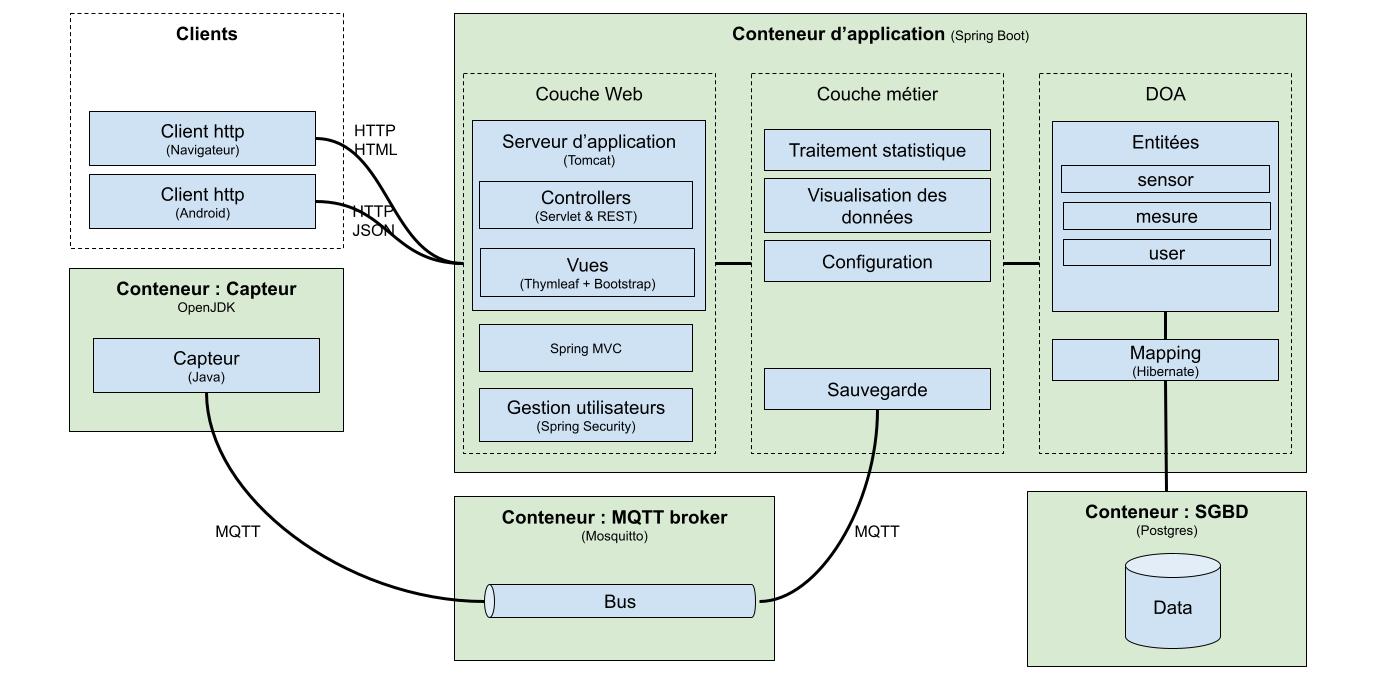 Clients
Client http
(Navigateur)
Client http
(Android)
HTTP
HTML
HTTP
JSON
Conteneur : Capteur
OpenJDK
Capteur
(Java)
MQTT
Conteneur d’application (Spring Boot)
Couche Web
Serveur d’application
(Tomcat)
Controllers
(Servlet & REST)
Vues
(Thymleaf + Bootstrap)
Spring MVC
Gestion utilisateurs
(Spring Security)
Couche métier
Traitement statistique
Visualisation des
données
Configuration
Sauvegarde
DOA
Entitées
sensor
mesure
user
Mapping
(Hibernate)
Conteneur : MQTT broker
(Mosquitto)
Bus
MQTT
Conteneur : SGBD
(Postgres)
Data